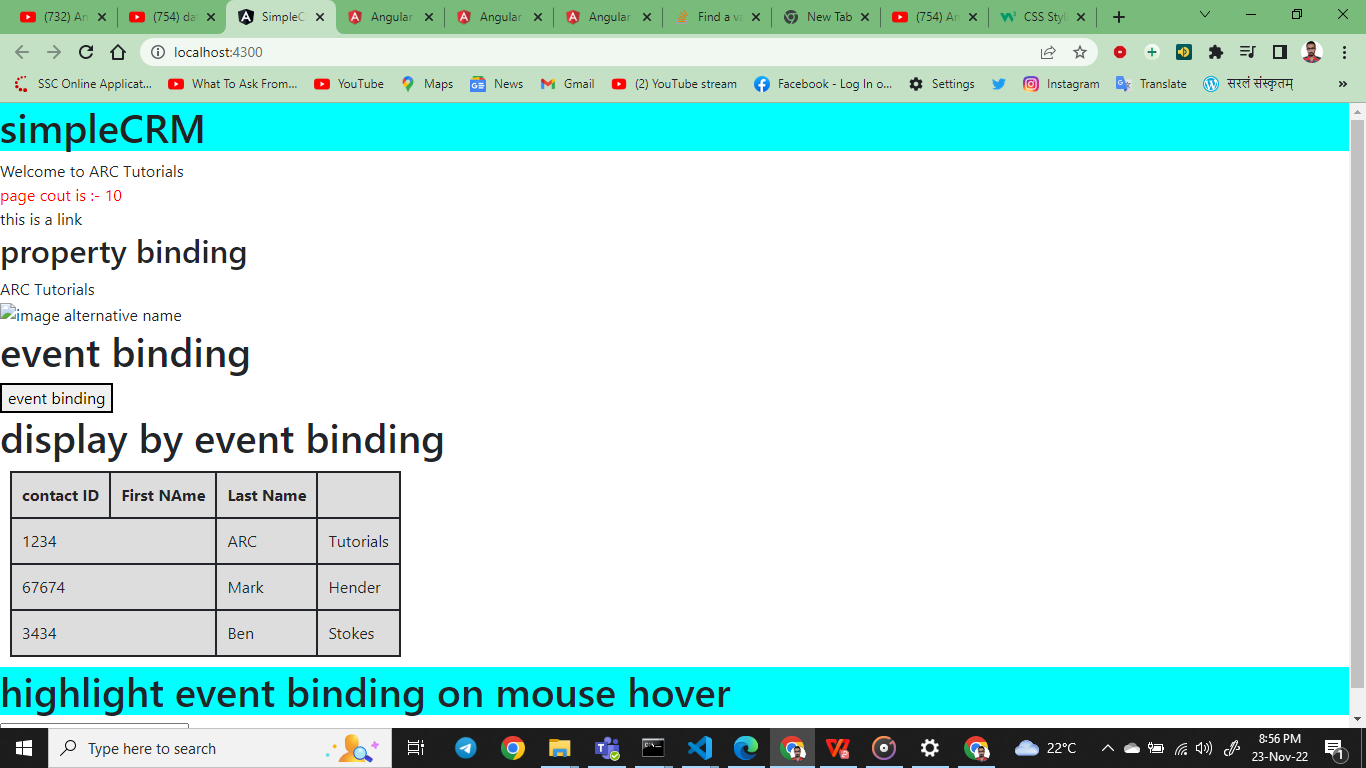 (732) An
(754) da
SimpleC
Angular
Angular
Angular
Find a va
New Tab
(754) An
CSS Styl
localhost:4300
SSC Online Applicat...
What To Ask From...
YouTube
Maps
News
Gmail
(2) YouTube stream
Facebook - Log In o...
Settings
Instagram
Translate
सरलं संस्कृतम्
»
simpleCRM
Welcome to ARC Tutorials
page cout is :- 10
this is a link
property binding
ARC Tutorials
image alternative name
event binding
event binding
display by event binding
contact ID First NAme Last Name
1234 ARC Tutorials
67674 Mark Hender
3434 Ben Stokes
highlight event binding on mouse hover
Type here to search
22°C
8:56 PM
23-Nov-22
1